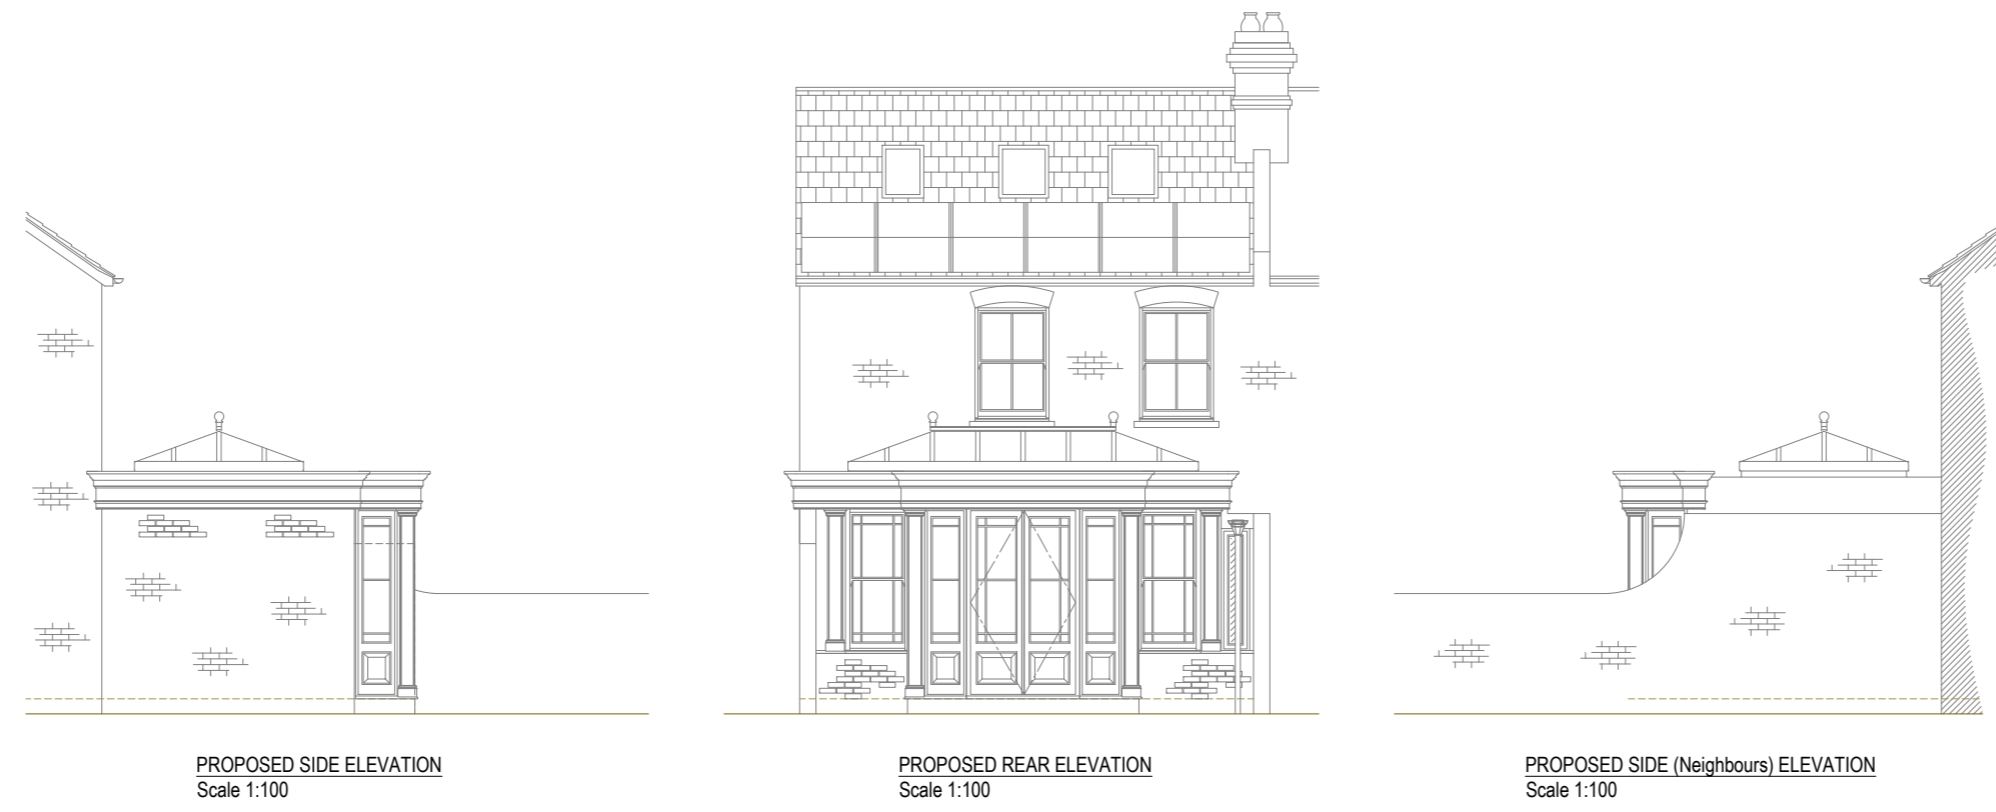 PROPOSED SIDE ELEVATION
Scale 1:100
PROPOSED REAR ELEVATION
Scale 1:100
PROPOSED SIDE (Neighbours) ELEVATION
Scale 1:100